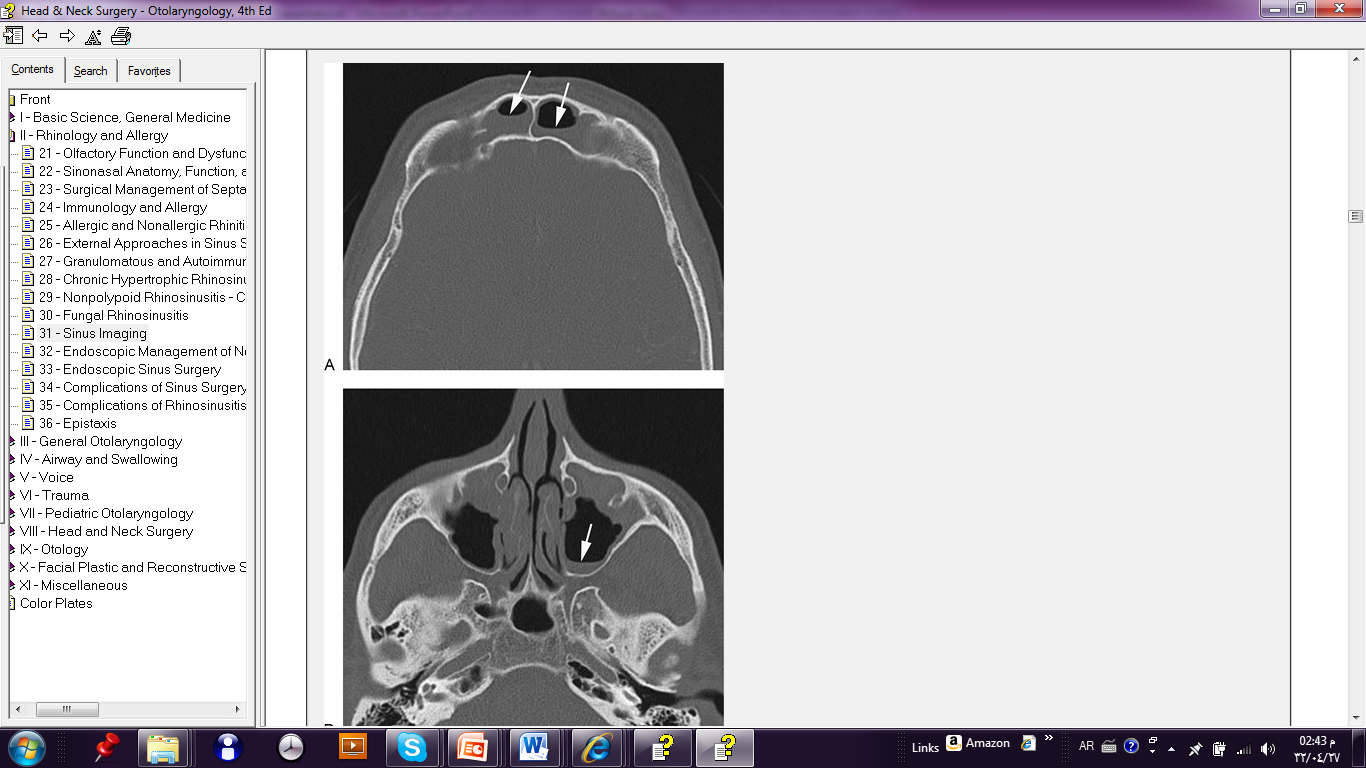 Head & Neck Surgery - Otolaryngology, 4th Ed
Contents
Search
Favorites
Front
I - Basic Science, General Medicine
II - Rhinology and Allergy
21 - Olfactory Function and Dysfunc
22 - Sinonasal Anatomy, Function, a
23 - Surgical Management of Septa
24 - Immunology and Allergy
25 - Allergic and Nonallergic Rhiniti
26 - External Approaches in Sinus S
27 - Granulomatous and Autoimmun
28 - Chronic Hypertrophic Rhinosinu
29 - Nonpolypoid Rhinosinusitis - C
30 - Fungal Rhinosinusitis
31 - Sinus Imaging
32 - Endoscopic Management of N
33 - Endoscopic Sinus Surgery
34 - Complications of Sinus Surgery
35 - Complications of Rhinosinusitis
36 - Epistaxis
III - General Otolaryngology
IV - Airway and Swallowing
V - Voice
VI - Trauma
VII - Pediatric Otolaryngology
VIII - Head and Neck Surgery
IX - Otology
X - Facial Plastic and Reconstructive S
XI - Miscellaneous
Color Plates
A
Links
Amazon
AR
02:43 م
٣٢/٠٤/٢٧